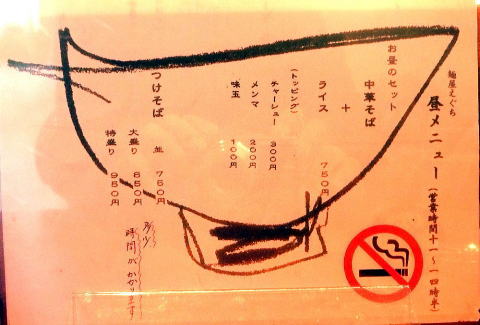 麺屋えぐち
昼メニュー（営業時間十一～一四時半）
お昼のセット
中華そば
＋
ライス 750円
（トッピング）
チャーシュー 300円
メンマ 200円
味玉 100円
つけそば 並 750円
大盛り 850円
特盛り 950円
多少
時間がかかります